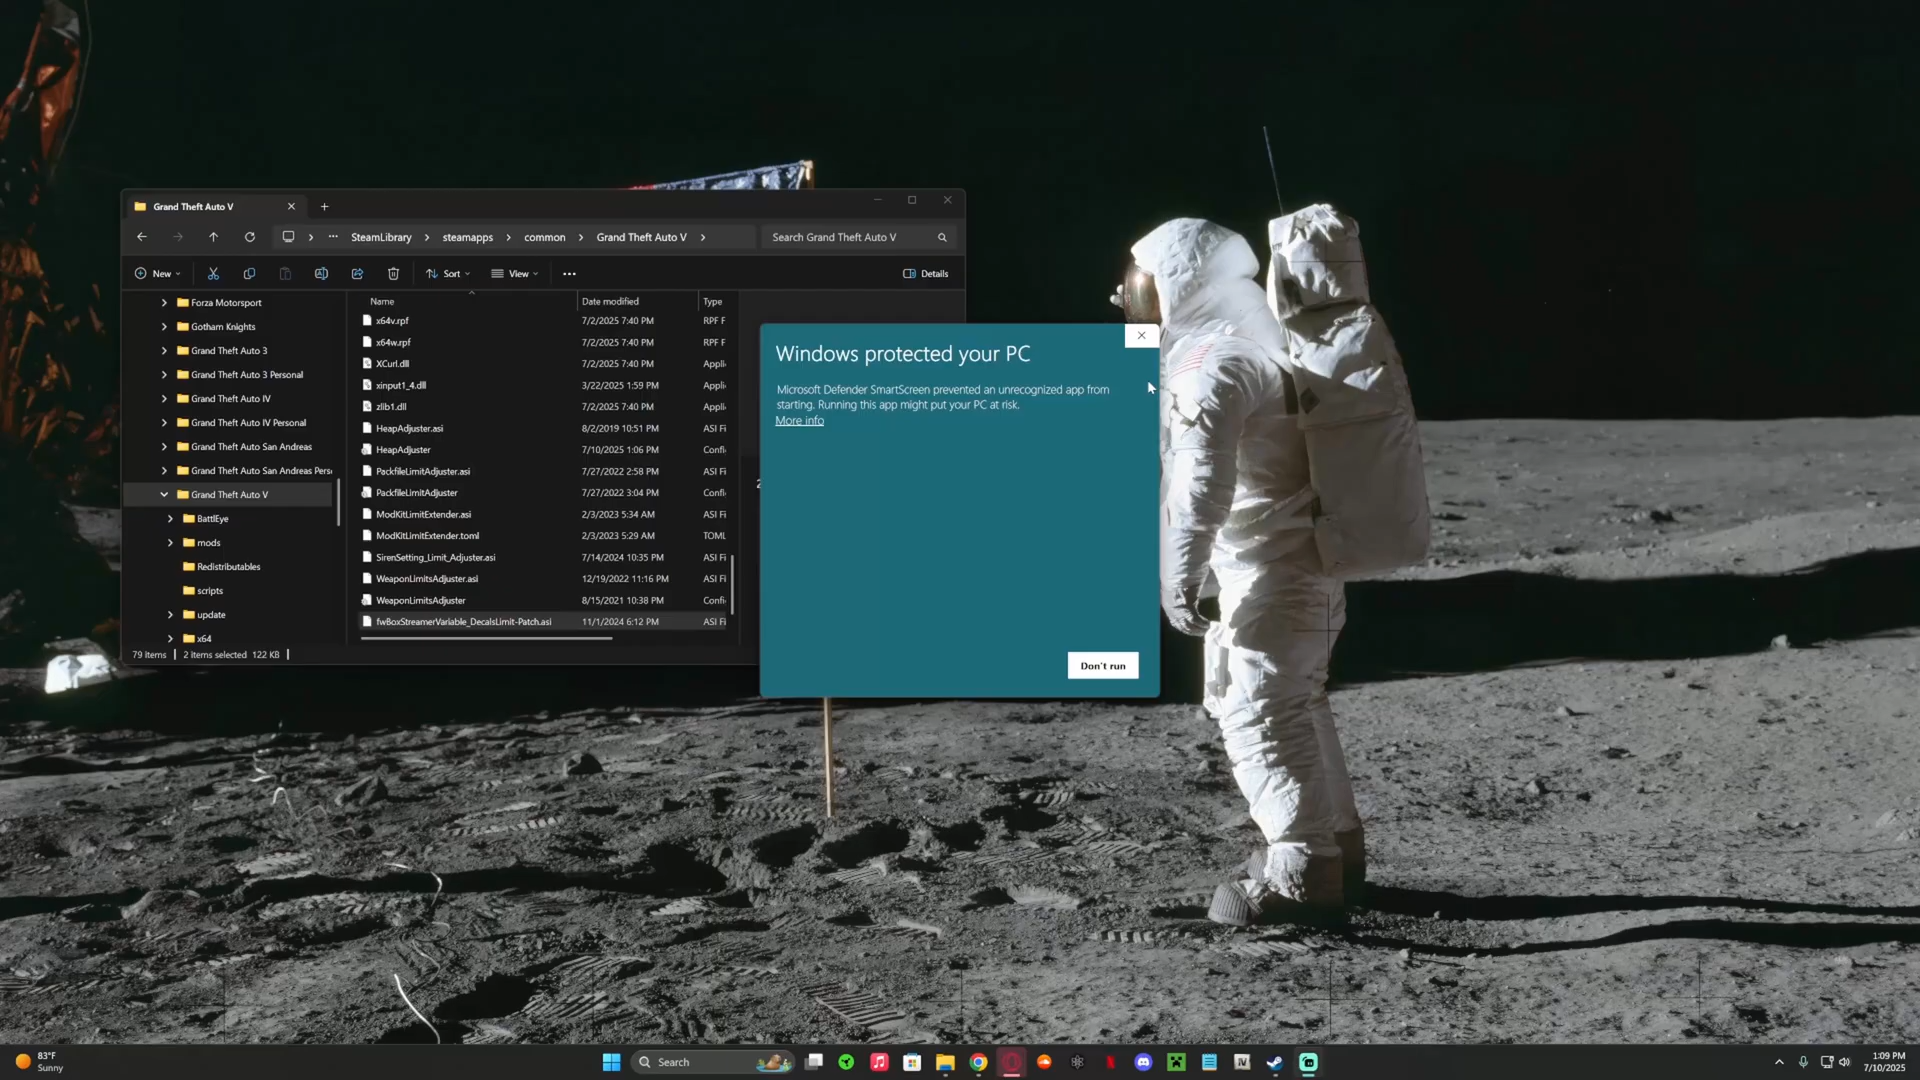 Grand Theft Auto V
SteamLibrary > steamapps > common > Grand Theft Auto V >
Search Grand Theft Auto V
New
Sort
View
Details
Forza Motorsport
Gotham Knights
Grand Theft Auto 3
Grand Theft Auto 3 Personal
Grand Theft Auto IV
Grand Theft Auto IV Personal
Grand Theft Auto San Andreas
Grand Theft Auto San Andreas Pers
Grand Theft Auto V
BattlEye
mods
Redistributables
scripts
update
x64
Name Date modified Type
x64v.rpf 7/2/2025 7:40 PM RPF F
x64w.rpf 7/2/2025 7:40 PM RPF F
XCurl.dll 7/2/2025 7:40 PM Appli
xinput1_4.dll 3/22/2025 1:59 PM Appli
zlib1.dll 7/2/2025 7:40 PM Appli
HeapAdjuster.asi 8/2/2019 10:51 PM ASI Fi
HeapAdjuster 7/10/2025 1:06 PM Confi
PackfileLimitAdjuster.asi 7/27/2022 2:58 PM ASI Fi
PackfileLimitAdjuster 7/27/2022 3:04 PM Confi
ModKitLimitExtender.asi 2/3/2023 5:34 AM ASI Fi
ModKitLimitExtender.toml 2/3/2023 5:29 AM TOML
SirenSetting_Limit_Adjuster.asi 7/14/2024 10:35 PM ASI Fi
WeaponLimitsAdjuster.asi 12/19/2022 11:16 PM ASI Fi
WeaponLimitsAdjuster 8/15/2021 10:38 PM Confi
fwBoxStreamerVariable_DecalsLimit-Patch.asi 11/1/2024 6:12 PM ASI Fi
79 items 2 items selected 122 KB
Windows protected your PC
Microsoft Defender SmartScreen prevented an unrecognized app from
starting. Running this app might put your PC at risk.
More info
Don't run
83°F
Sunny
Search
IV
1:09 PM
7/10/2025